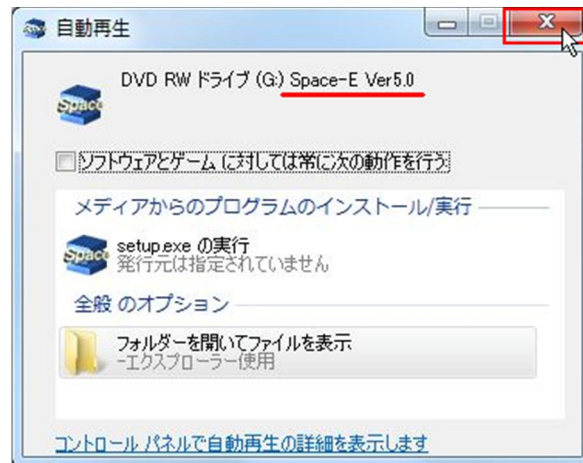 自動再生
DVD RW ドライブ (G:) Space-E Ver5.0
Space
ソフトウェアとゲーム に対しては常に次の動作を行う:
メディアからのプログラムのインストール/実行
Space
setup.exe の実行
発行元は指定されていません
全般 のオプション
フォルダーを開いてファイルを表示
-エクスプローラー使用
コントロール パネルで自動再生の詳細を表示します